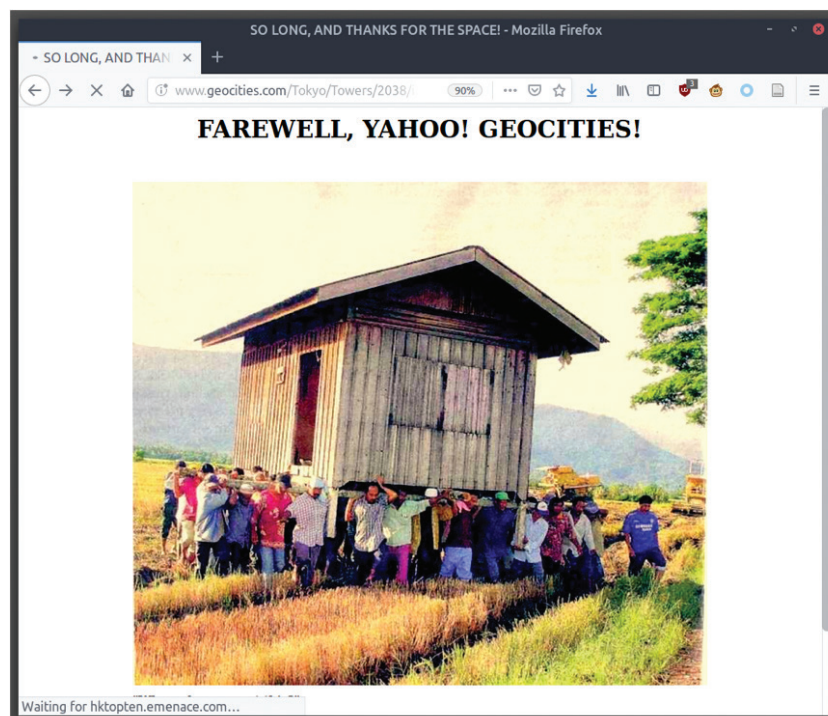 SO LONG, AND THANKS FOR THE SPACE! - Mozilla Firefox
SO LONG, AND THAN
www.geocities.com/Tokyo/Towers/2038/
90%
3
FAREWELL, YAHOO! GEOCITIES!
Waiting for hktopten.emenace.com…